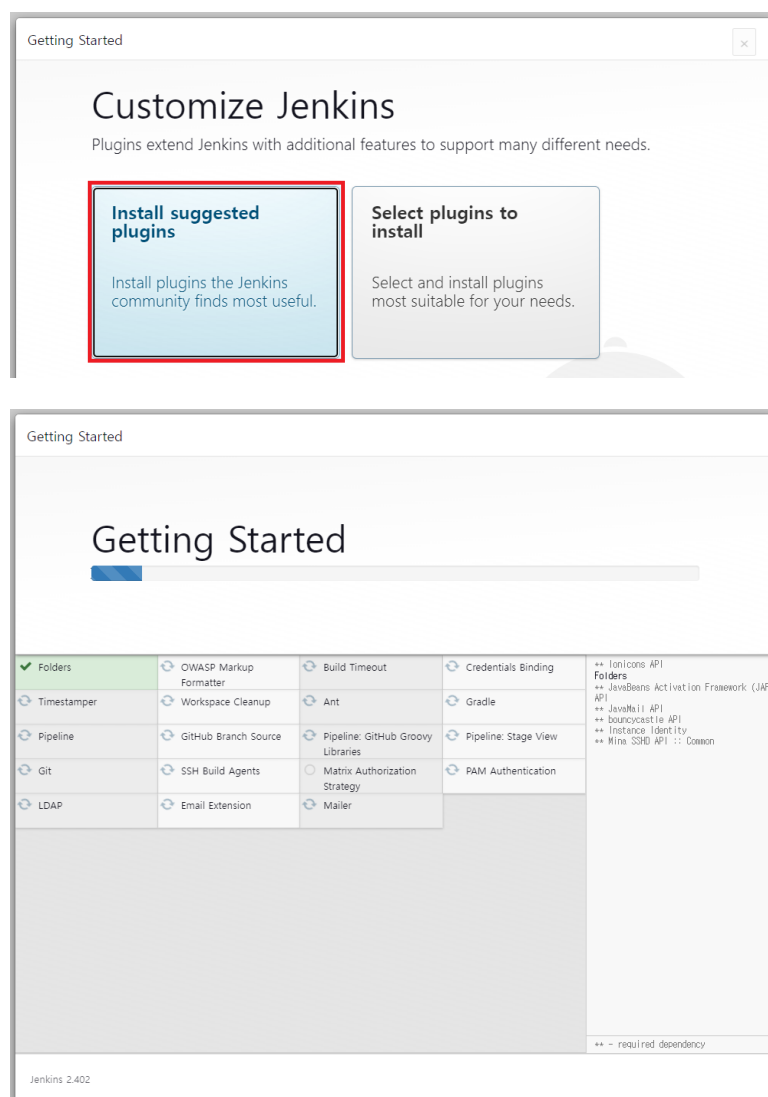 Getting Started
×
Customize Jenkins
Plugins extend Jenkins with additional features to support many different needs.
Install suggested
plugins
Install plugins the Jenkins
community finds most useful.
Select plugins to
install
Select and install plugins
most suitable for your needs.
Getting Started
Getting Started
Folders
OWASP Markup
Formatter
Build Timeout
Credentials Binding
Timestamper
Workspace Cleanup
Ant
Gradle
Pipeline
GitHub Branch Source
Pipeline: GitHub Groovy
Libraries
Pipeline: Stage View
Git
SSH Build Agents
Matrix Authorization
Strategy
PAM Authentication
LDAP
Email Extension
Mailer
** Ionicons API
Folders
** JavaBeans Activation Framework (JAF
API
** JavaMail API
** bouncycastle API
** Instance Identity
** Mina SSHD API :: Common
** - required dependency
Jenkins 2.402